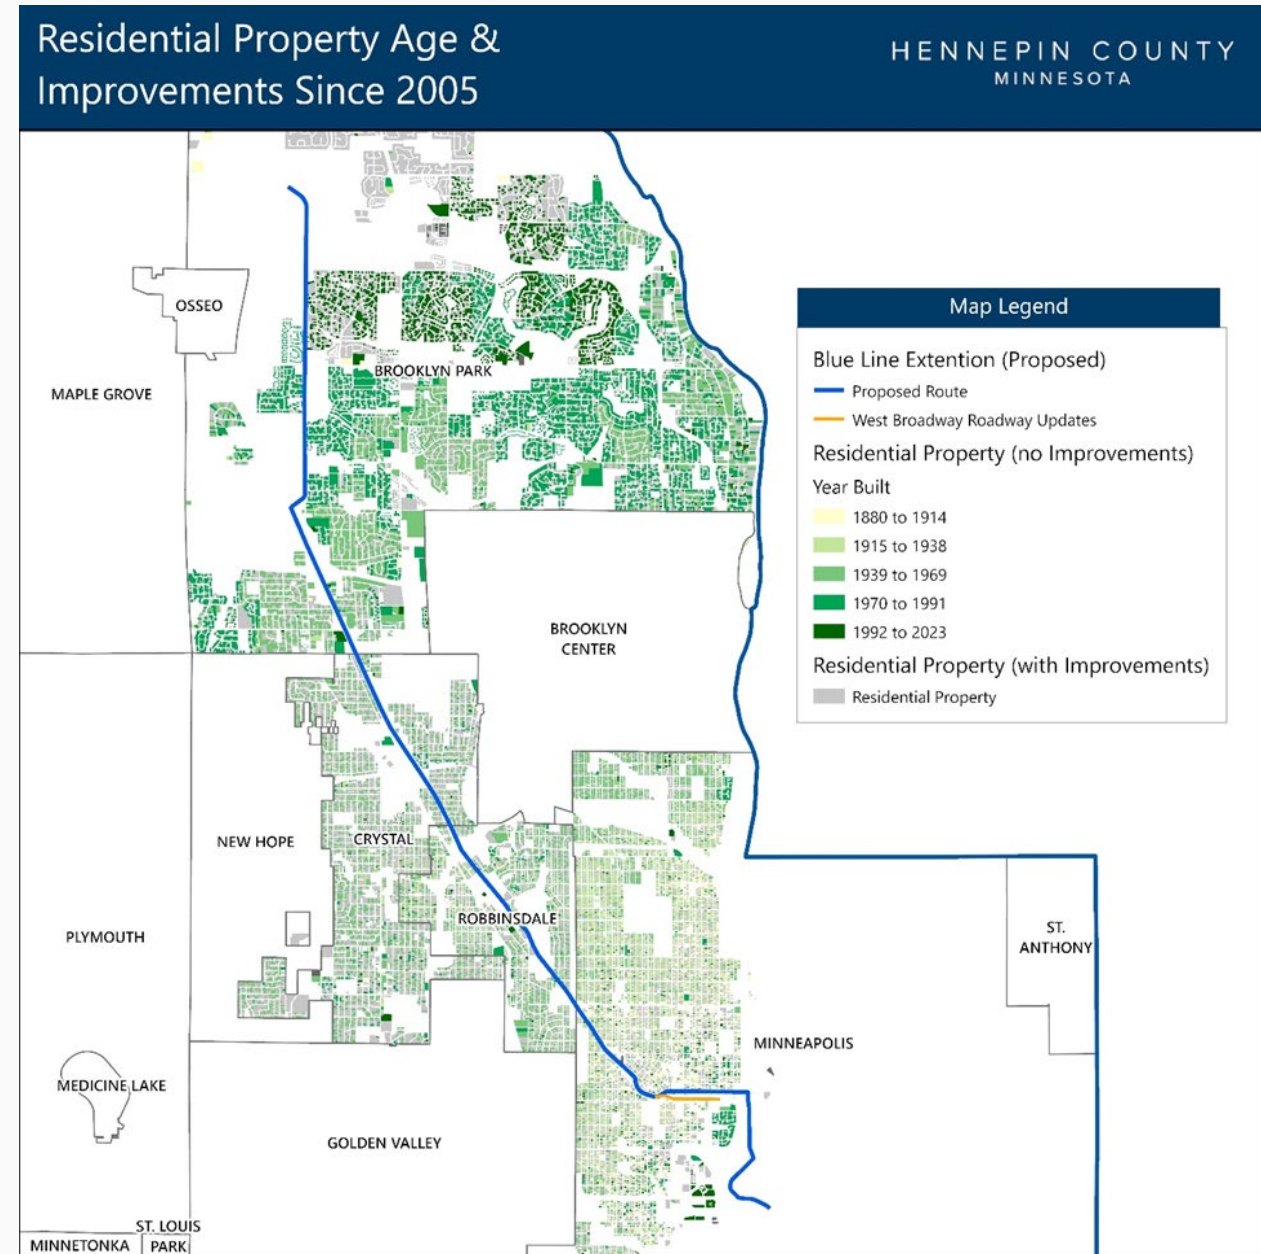 Residential Property Age &
Improvements Since 2005
HENNEPIN COUNTY
MINNESOTA
OSSEO
MAPLE GROVE
BROOKLYN PARK
BROOKLYN
CENTER
NEW HOPE
CRYSTAL
ROBBINSDALE
PLYMOUTH
ST.
ANTHONY
MINNEAPOLIS
MEDICINE LAKE
GOLDEN VALLEY
ST. LOUIS
PARK
MINNETONKA
Map Legend
Blue Line Extention (Proposed)
Proposed Route
West Broadway Roadway Updates
Residential Property (no Improvements)
Year Built
1880 to 1914
1915 to 1938
1939 to 1969
1970 to 1991
1992 to 2023
Residential Property (with Improvements)
Residential Property